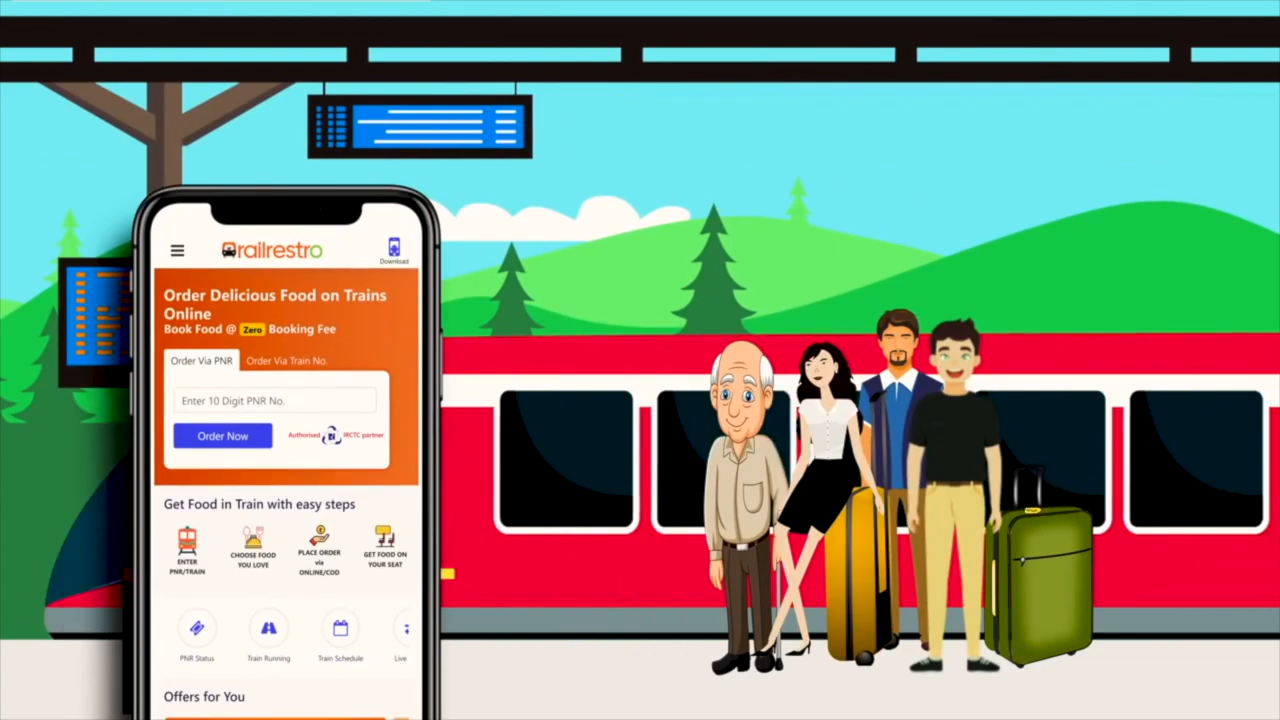 railrestro
Download
Order Delicious Food on Trains
Online
Book Food @ Zero Booking Fee
Order Via PNR
Order Via Train No.
Enter 10 Digit PNR No.
Order Now
Authorised IRCTC partner
Get Food in Train with easy steps
ENTER
PNR/TRAIN
CHOOSE FOOD
YOU LOVE
PLACE ORDER
via
ONLINE/COD
GET FOOD ON
YOUR SEAT
PNR Status
Train Running
Train Schedule
Live
Offers for You